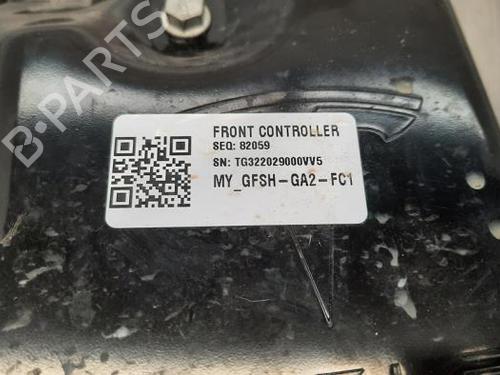 FRONT CONTROLLER
SEQ: 82059
SN: TG322029000VV5
MY_GFSH-GA2-FC1
B-PARTS